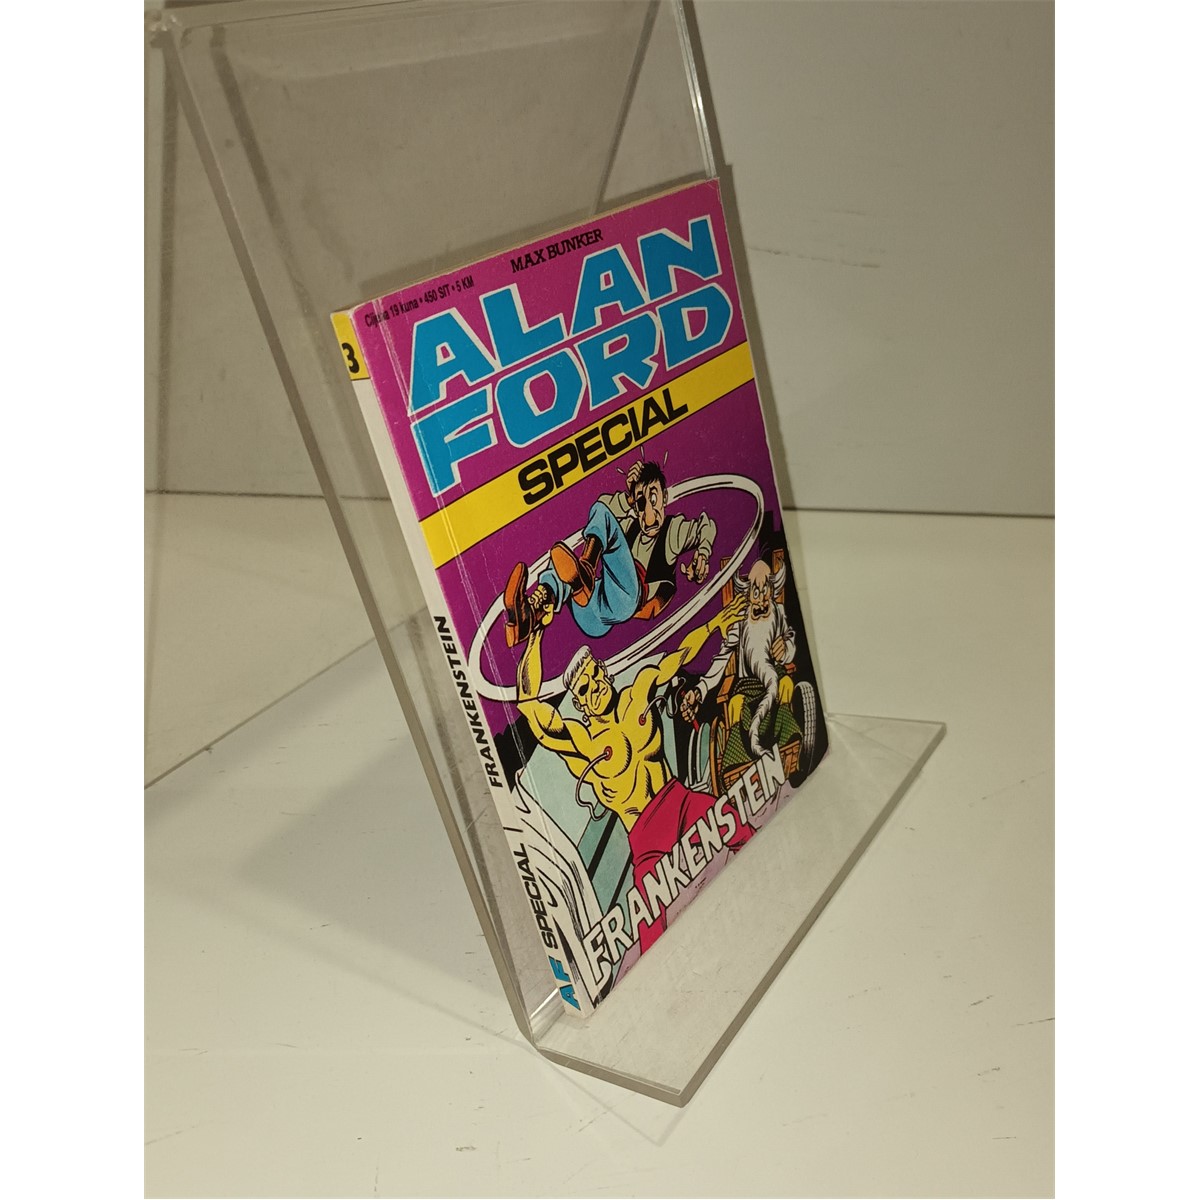 MAX BUNKER
Cijena 19 kuna • 450 SIT • 5 KM
ALAN
FORD
SPECIAL
FRANKENSTEIN
3
FRANKENSTEIN
AF SPECIAL